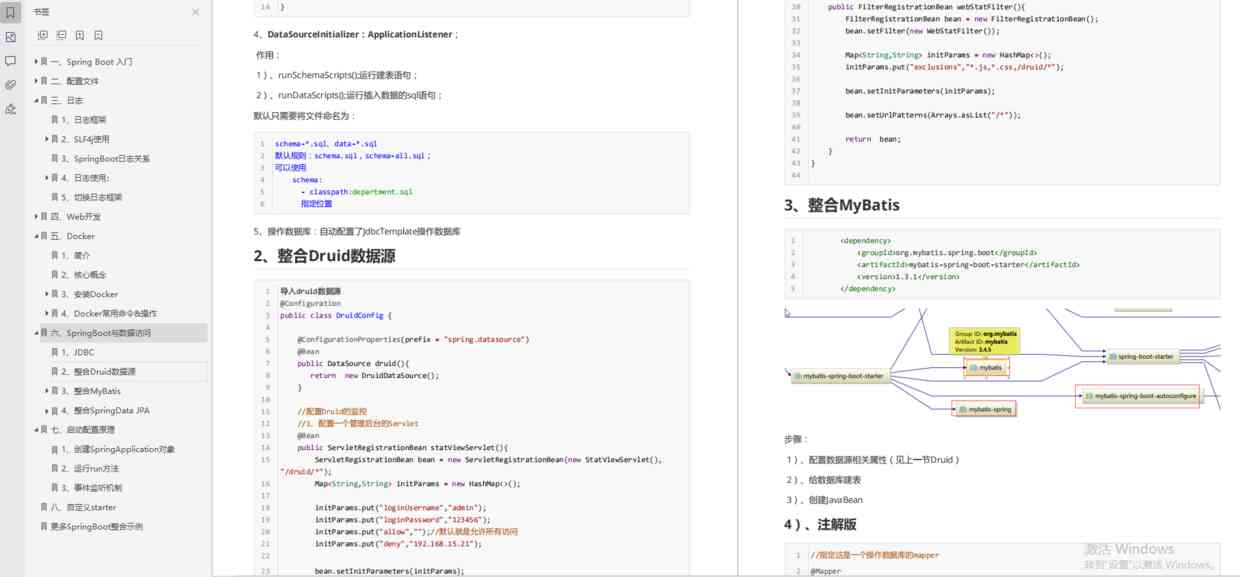 书签
一、Spring Boot 入门
二、配置文件
三、日志
1、日志框架
2、SLF4j使用
3、SpringBoot日志关系
4、日志使用；
5、切换日志框架
四、Web开发
五、Docker
1、简介
2、核心概念
3、安装Docker
4、Docker常用命令&操作
六、SpringBoot与数据访问
1、JDBC
2、整合Druid数据源
3、整合MyBatis
4、整合SpringData JPA
七、启动配置原理
1、创建SpringApplication对象
2、运行run方法
3、事件监听机制
八、自定义starter
更多SpringBoot整合示例
14 }
4、DataSourceInitializer：ApplicationListener；
作用：
1）、runSchemaScripts();运行建表语句；
2）、runDataScripts();运行插入数据的sql语句；
默认只需要将文件命名为：
1 schema-*.sql、data-*.sql
2 默认规则：schema.sql，schema-all.sql；
3 可以使用
4 schema:
5 - classpath:department.sql
6 指定位置
5、操作数据库：自动配置了JdbcTemplate操作数据库
2、整合Druid数据源
1 导入druid数据源
2 @Configuration
3 public class DruidConfig {
4
5 @ConfigurationProperties(prefix = "spring.datasource")
6 @Bean
7 public DataSource druid(){
8 return new DruidDataSource();
9 }
10
11 //配置Druid的监控
12 //1、配置一个管理后台的Servlet
13 @Bean
14 public ServletRegistrationBean statViewServlet(){
15 ServletRegistrationBean bean = new ServletRegistrationBean(new StatViewServlet(),
"/druid/*");
16 Map<String,String> initParams = new HashMap<>();
17
18 initParams.put("loginUsername","admin");
19 initParams.put("loginPassword","123456");
20 initParams.put("allow","");//默认就是允许所有访问
21 initParams.put("deny","192.168.15.21");
22
23 bean.setInitParameters(initParams);
30 public FilterRegistrationBean webStatFilter(){
31 FilterRegistrationBean bean = new FilterRegistrationBean();
32 bean.setFilter(new WebStatFilter());
33
34 Map<String,String> initParams = new HashMap<>();
35 initParams.put("exclusions","*.js,*.css,/druid/*");
36
37 bean.setInitParameters(initParams);
38
39 bean.setUrlPatterns(Arrays.asList("/*"));
40
41 return bean;
42 }
43 }
44
3、整合MyBatis
1 <dependency>
2 <groupId>org.mybatis.spring.boot</groupId>
3 <artifactId>mybatis-spring-boot-starter</artifactId>
4 <version>1.3.1</version>
5 </dependency>
Group ID: org.mybatis
Artifact ID: mybatis
Version: 3.4.5
spring-boot-starter
mybatis
mybatis-spring-boot-starter
mybatis-spring-boot-autoconfigure
mybatis-spring
步骤：
1）、配置数据源相关属性（见上一节Druid）
2）、给数据库建表
3）、创建JavaBean
4）、注解版
1 //指定这是一个操作数据库的mapper
2 @Mapper
激活 Windows
转到"设置"以激活 Windows。